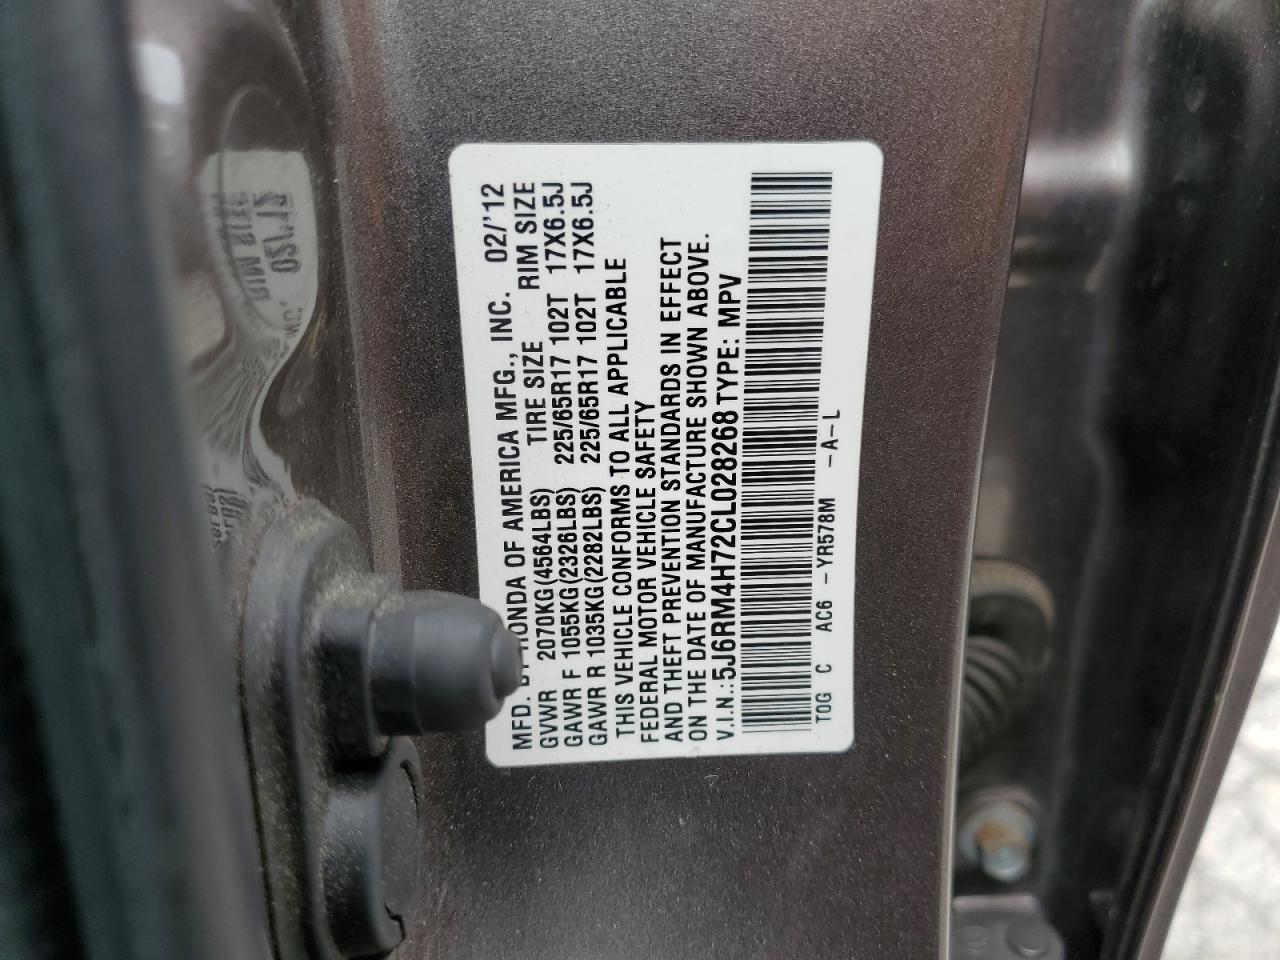 MFD. BY HONDA OF AMERICA MFG., INC. 02/'12
TIRE SIZE RIM SIZE
GVWR 2070KG(4564LBS)
GAWR F 1055KG(2326LBS) 225/65R17 102T 17X6.5J
GAWR R 1035KG(2282LBS) 225/65R17 102T 17X6.5J
THIS VEHICLE CONFORMS TO ALL APPLICABLE
FEDERAL MOTOR VEHICLE SAFETY
AND THEFT PREVENTION STANDARDS IN EFFECT
ON THE DATE OF MANUFACTURE SHOWN ABOVE.
V.I.N.: 5J6RM4H72CL028268 TYPE: MPV
TOG C AC6 -YR578M -A-L